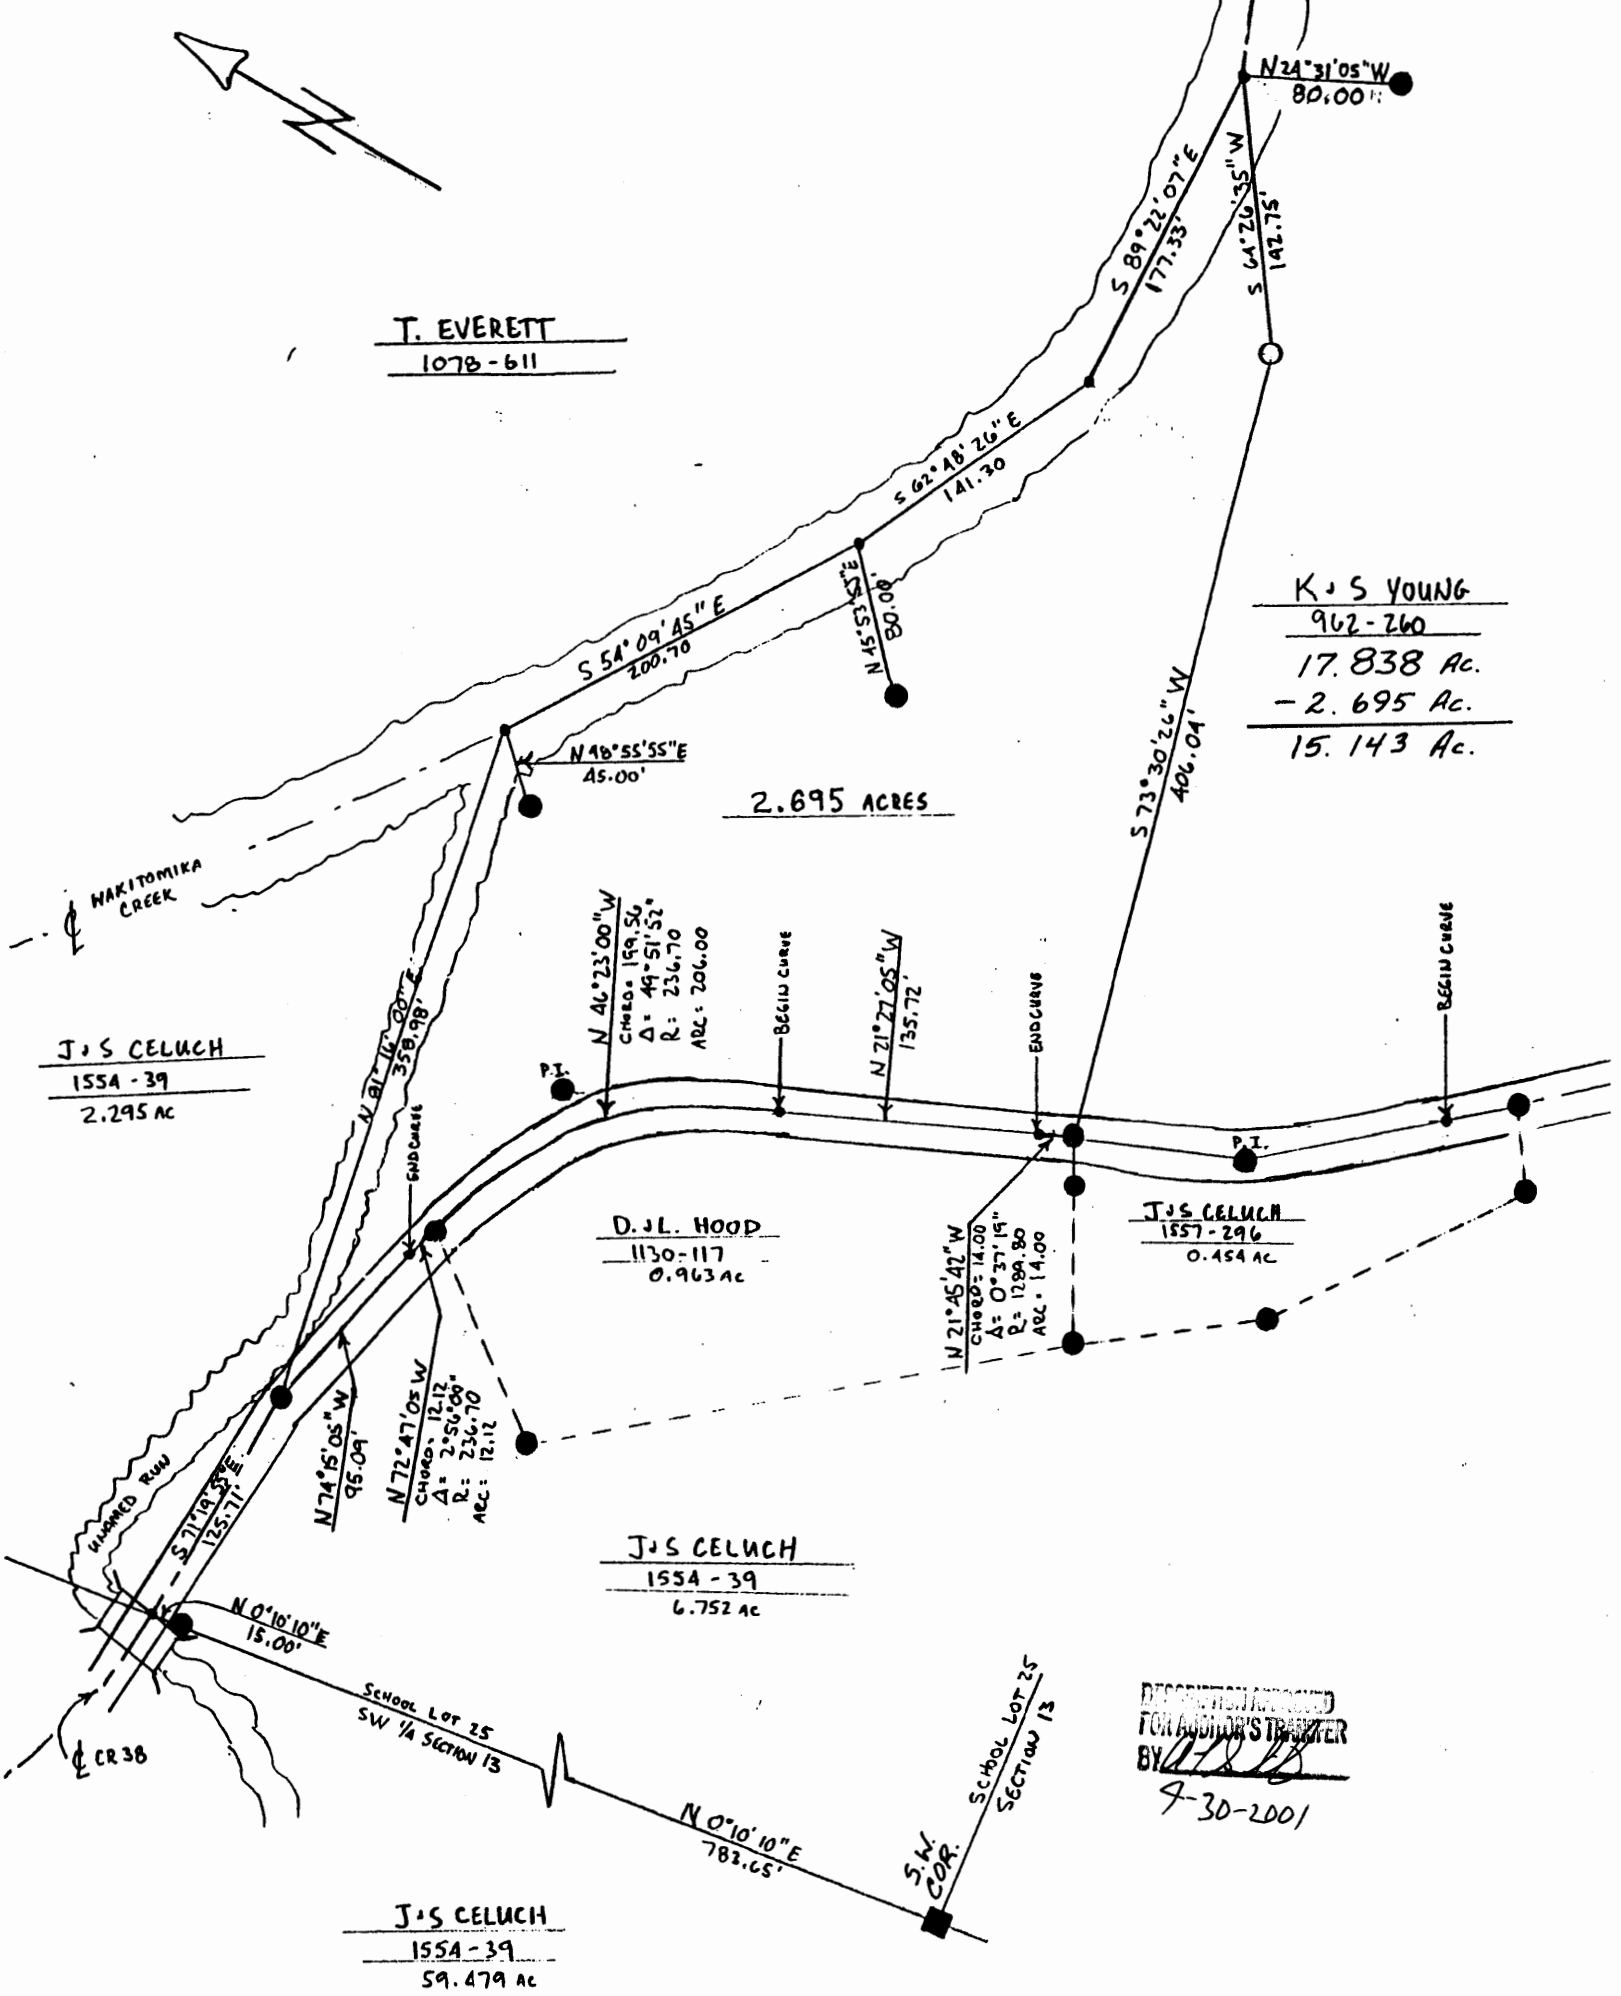 N 24°31'05" W
80.00'
S 64°26'35" W
142.75'
S 89°22'07" E
177.33'
T. EVERETT
1078-611
S 62°48'26" E
141.30
K & S YOUNG
962-260
17.838 Ac.
-2.695 Ac.
15.143 Ac.
N 45°53'55" E
80.00'
S 54°09'45" E
200.70
S 73°30'26" W
406.04'
N 48°55'55" E
45.00'
2.695 ACRES
WAKITOMIKA
CREEK
N 46°23'00" W
CHORD= 199.56
Δ = 49°51'52"
R = 236.70
ARC = 206.00
BEGIN CURVE
N 21°27'05" W
135.72'
END CURVE
BEGIN CURVE
J & S CELUCH
1554-39
2.295 AC
N 81°16'00" E
358.98'
P.I.
END CURVE
P.I.
D. & L. HOOD
1130-117
0.963 AC
J & S CELUCH
1557-296
0.454 AC
N 21°45'42" W
CHORD= 14.00
Δ = 0°37'19"
R = 1289.80
ARC = 14.00
N 74°15'05" W
95.09'
N 72°47'05 W
CHORD= 12.12
Δ = 2°56'00"
R = 236.70
ARC = 12.12
UNAMED RUN
S 71°19'55" E
125.71'
J & S CELUCH
1554-39
6.752 AC
N 0°10'10" E
15.00'
SCHOOL LOT 25
SW 1/4 SECTION 13
CR 38
SCHOOL LOT 25
SECTION 13
N 0°10'10" E
783.65'
S.W.
COR.
DESCRIPTION APPROVED
FOR AUDITOR'S TRANSFER
BY
4-30-2001
J & S CELUCH
1554-39
59.479 AC